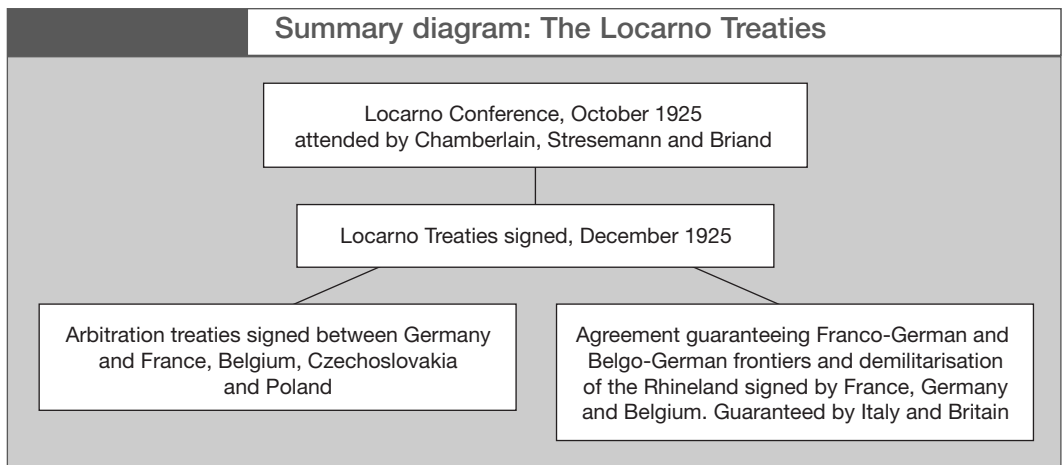 Summary diagram: The Locarno Treaties
Locarno Conference, October 1925
attended by Chamberlain, Stresemann and Briand
Locarno Treaties signed, December 1925
Arbitration treaties signed between Germany
and France, Belgium, Czechoslovakia
and Poland
Agreement guaranteeing Franco-German and
Belgo-German frontiers and demilitarisation
of the Rhineland signed by France, Germany
and Belgium. Guaranteed by Italy and Britain